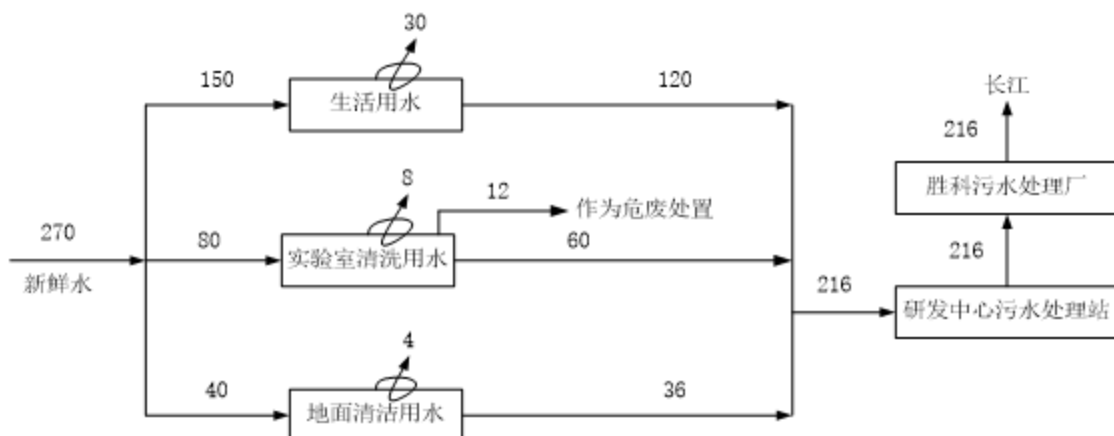 30
150
生活用水
120
长江
216
胜科污水处理厂
8
12
作为危废处置
270
新鲜水
80
实验室清洗用水
60
216
216
研发中心污水处理站
4
40
地面清洁用水
36